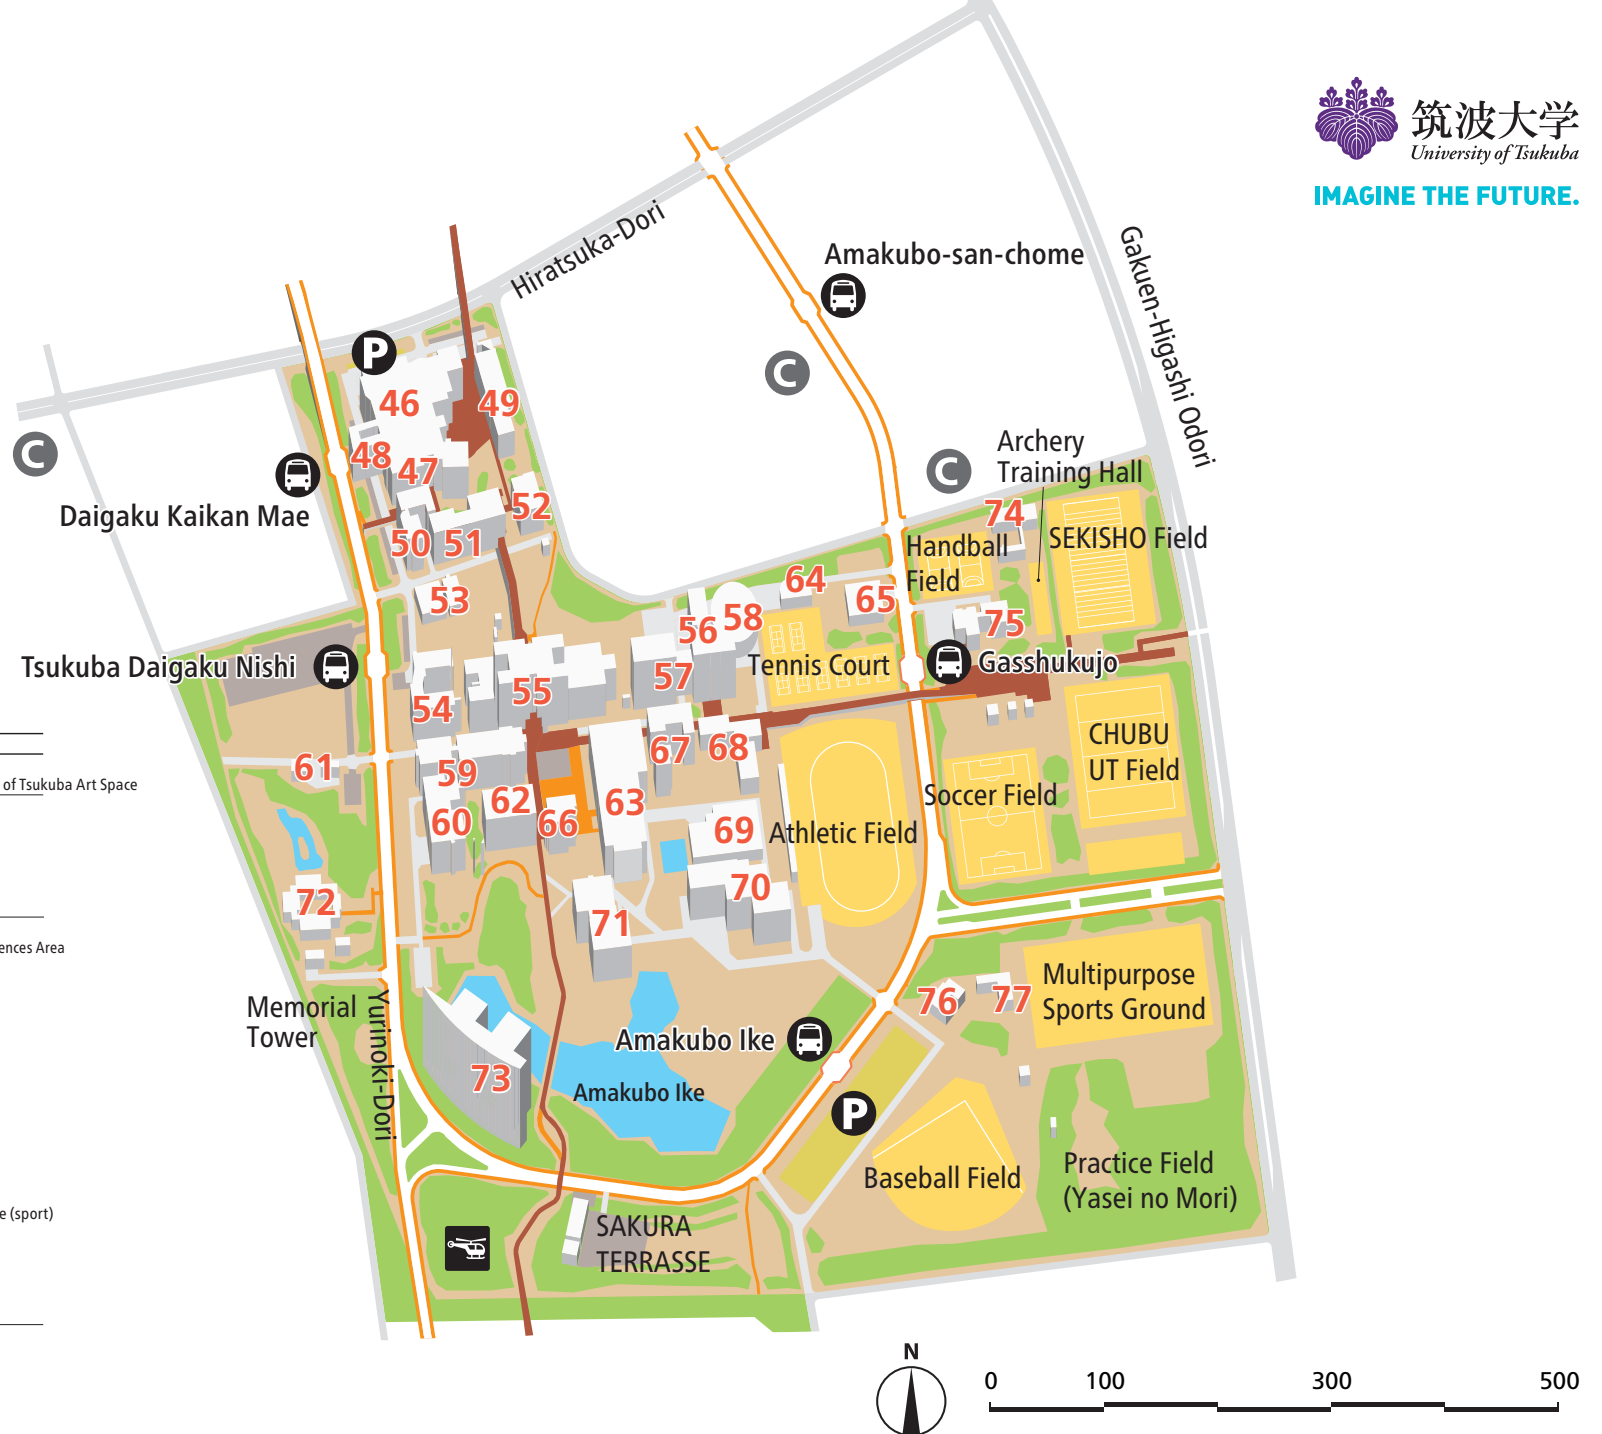 筑波大学
University of Tsukuba
IMAGINE THE FUTURE.
Hiratsuka-Dori
Amakubo-san-chome
Gakuen-Higashi Odori
P
C
46
49
C
48
47
Archery
Training Hall
C
Daigaku Kaikan Mae
52
50
51
74
SEKISHO Field
Handball
Field
53
64
65
56
58
75
Tsukuba Daigaku Nishi
54
55
57
Tennis Court
Gasshukujo
61
59
67
68
CHUBU
UT Field
of Tsukuba Art Space
60
62
66
63
69
Athletic Field
Soccer Field
72
71
70
ences Area
Memorial
Tower
Yurinoki-Dori
76
77
Multipurpose
Sports Ground
Amakubo Ike
73
Amakubo Ike
P
Baseball Field
Practice Field
(Yasei no Mori)
e (sport)
SAKURA
TERRASSE
N
0 100 300 500